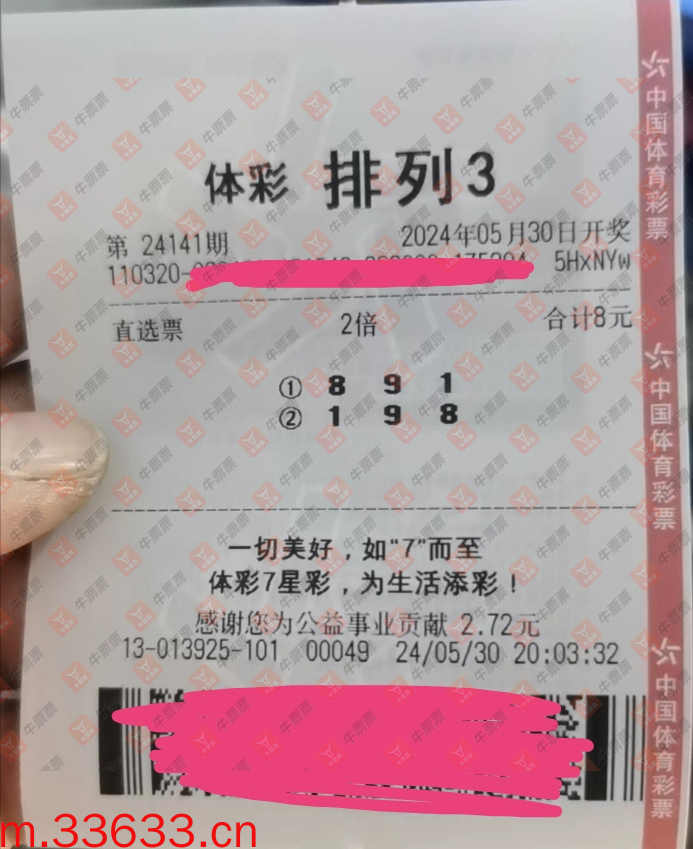 体彩 排列3
第 24141期 2024年05月30日开奖
110320- 5HxNYw
直选票 2倍 合计8元
① 8 9 1
② 1 9 8
一切美好，如“7”而至
体彩7星彩，为生活添彩！
感谢您为公益事业贡献 2.72元
13-013925-101 00049 24/05/30 20:03:32
中国体育彩票
中国体育彩票
中国体育彩票
牛票票
m.33633.cn